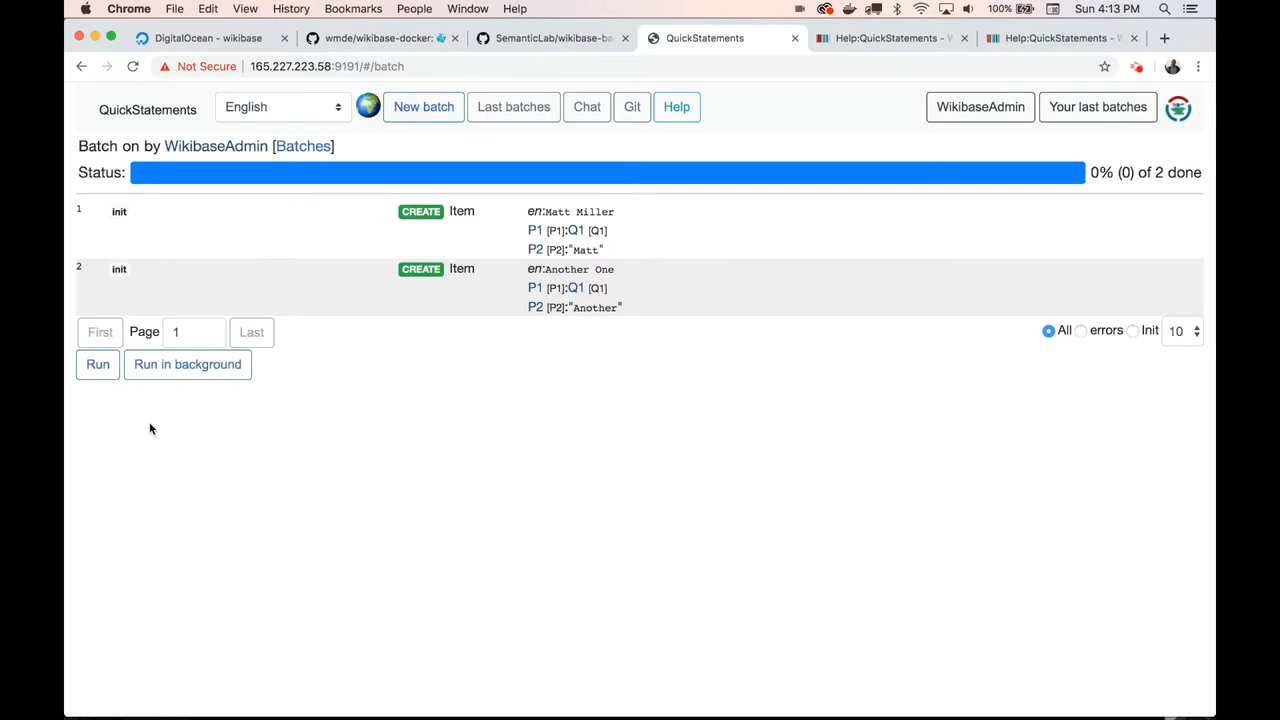 Chrome File Edit View History Bookmarks People Window Help 100% Sun 4:13 PM
DigitalOcean - wikibase wmde/wikibase-docker: SemanticLab/wikibase-ba QuickStatements Help:QuickStatements - W Help:QuickStatements - W
Not Secure 165.227.223.58:9191/#/batch
QuickStatements English New batch Last batches Chat Git Help WikibaseAdmin Your last batches
Batch on by WikibaseAdmin [Batches]
Status: 0% (0) of 2 done
1 init CREATE Item en:Matt Miller
P1 [P1]:Q1 [Q1]
P2 [P2]:"Matt"
2 init CREATE Item en:Another One
P1 [P1]:Q1 [Q1]
P2 [P2]:"Another"
First Page 1 Last All errors Init 10
Run Run in background